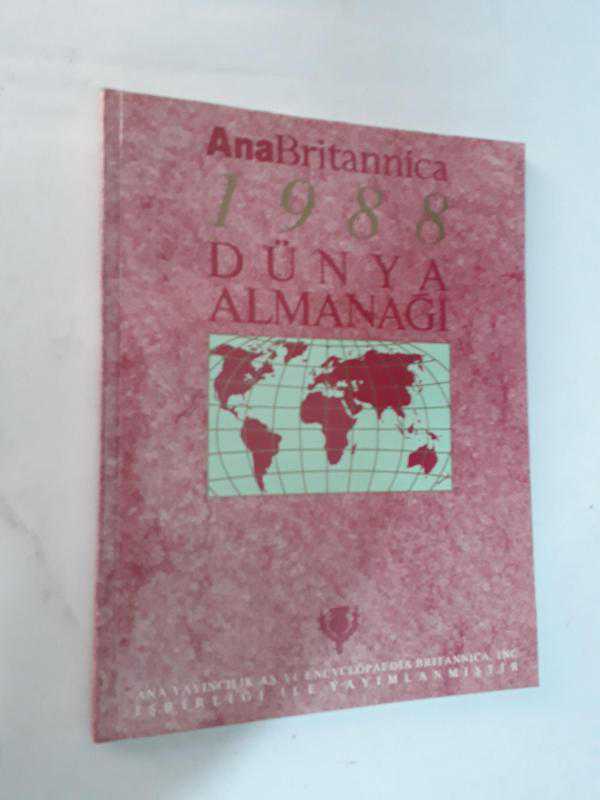 AnaBritannica
1988
DÜNYA
ALMANAĞI
ANA YAYINCILIK AŞ VE ENCYCLOPAEDIA BRITANNICA, INC
İŞBİRLİĞİ İLE YAYIMLANMIŞTIR